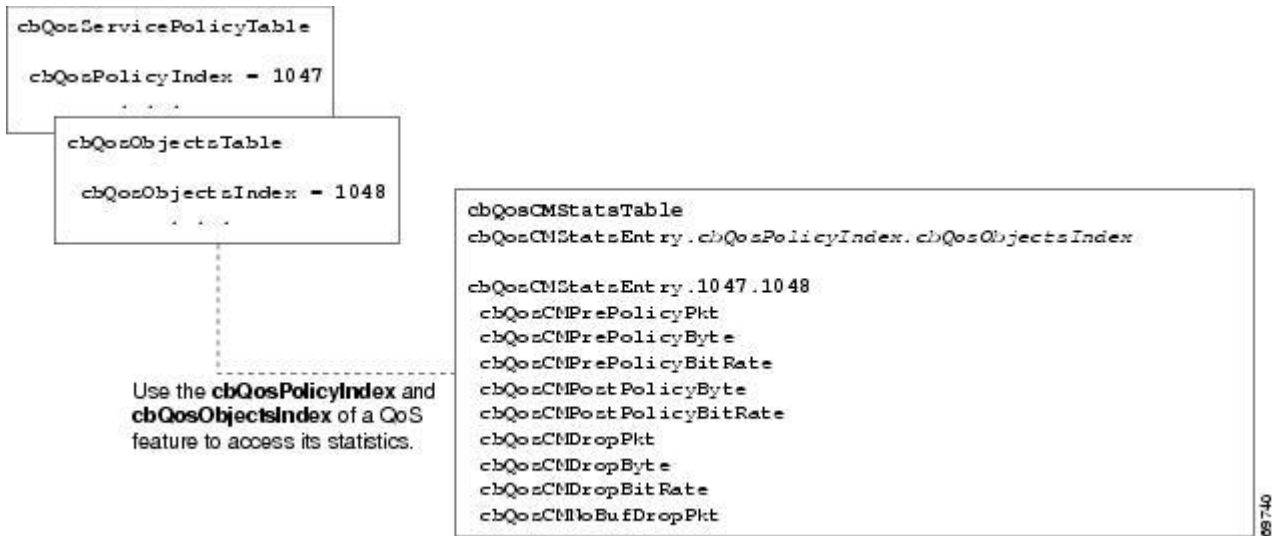 cbQosServicePolicyTable
cbQosPolicyIndex = 1047
. . .
cbQosObjectsTable
cbQosObjectsIndex = 1048
. . .
cbQosCMStatsTable
cbQosCMStatsEntry.cbQosPolicyIndex.cbQosObjectsIndex
cbQosCMStatsEntry.1047.1048
cbQosCMPrePolicyPkt
cbQosCMPrePolicyByte
cbQosCMPrePolicyBitRate
cbQosCMPostPolicyByte
cbQosCMPostPolicyBitRate
cbQosCMDropPkt
cbQosCMDropByte
cbQosCMDropBitRate
cbQosCMNoBufDropPkt
Use the cbQosPolicyIndex and
cbQosObjectsIndex of a QoS
feature to access its statistics.
69740